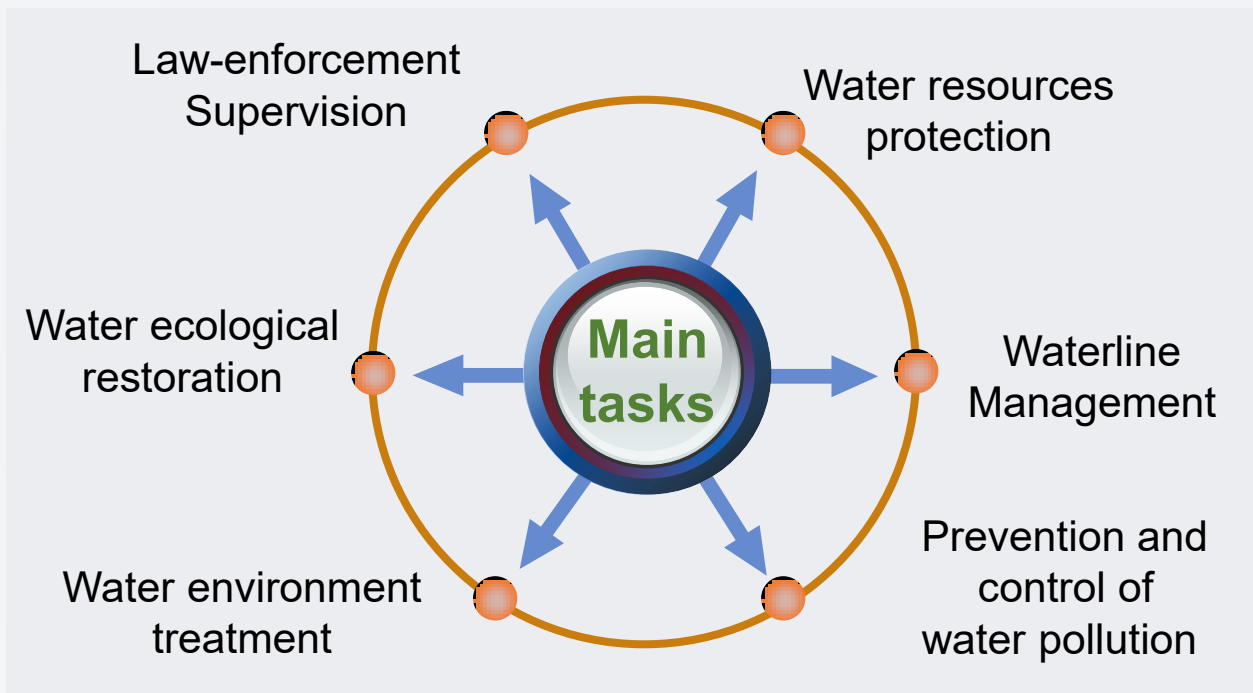 Law-enforcement
Supervision
Water resources
protection
Water ecological
restoration
Main
tasks
Waterline
Management
Water environment
treatment
Prevention and
control of
water pollution